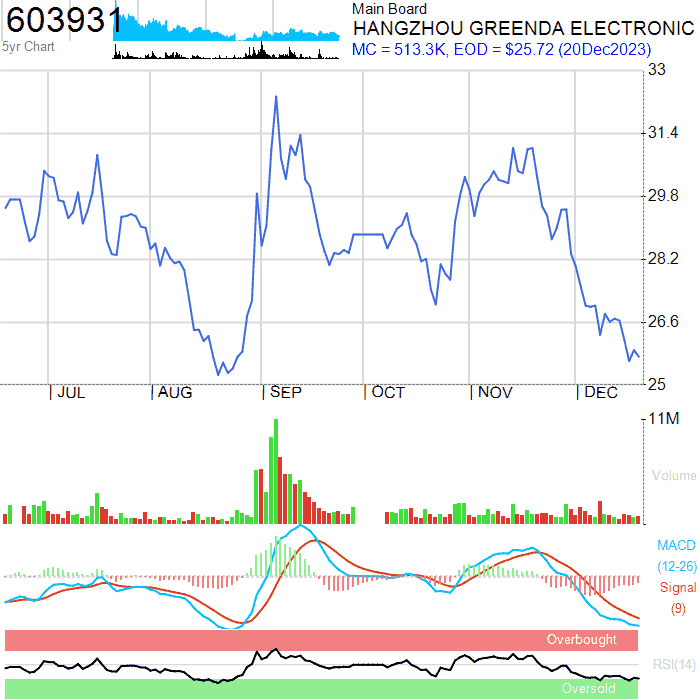 603931
5yr Chart
Main Board
HANGZHOU GREENDA ELECTRONIC
MC = 513.3K, EOD = $25.72 (20Dec2023)
33
31.4
29.8
28.2
26.6
25
JUL
AUG
SEP
OCT
NOV
DEC
11M
Volume
MACD
(12-26)
Signal
(9)
Overbought
RSI(14)
Oversold